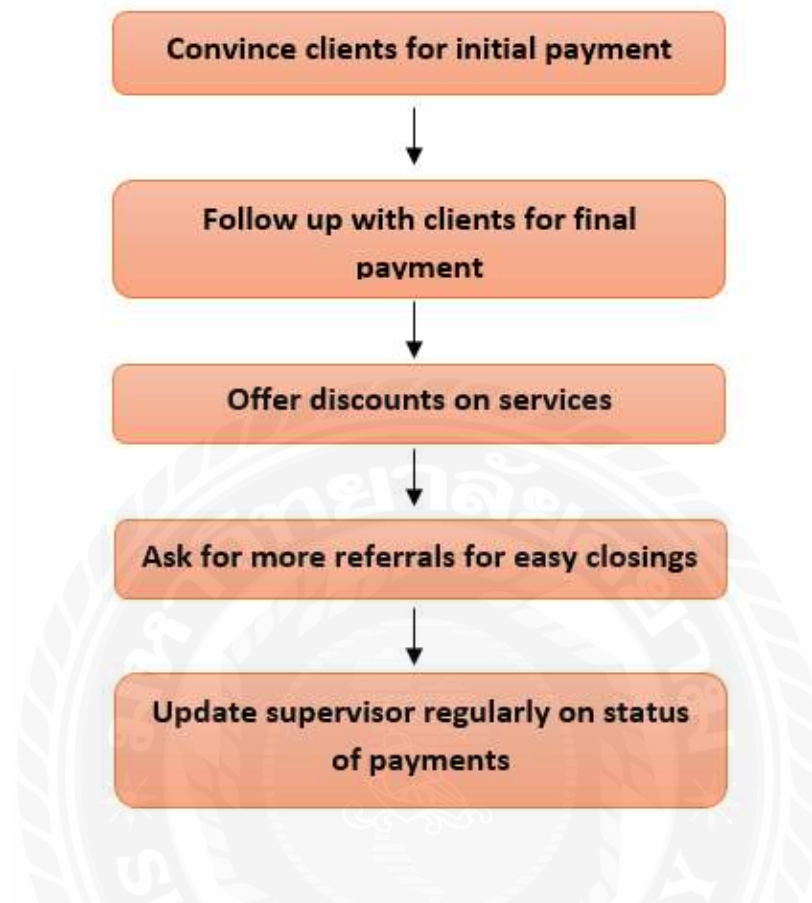 Convince clients for initial payment
Follow up with clients for final
payment
Offer discounts on services
Ask for more referrals for easy closings
Update supervisor regularly on status
of payments